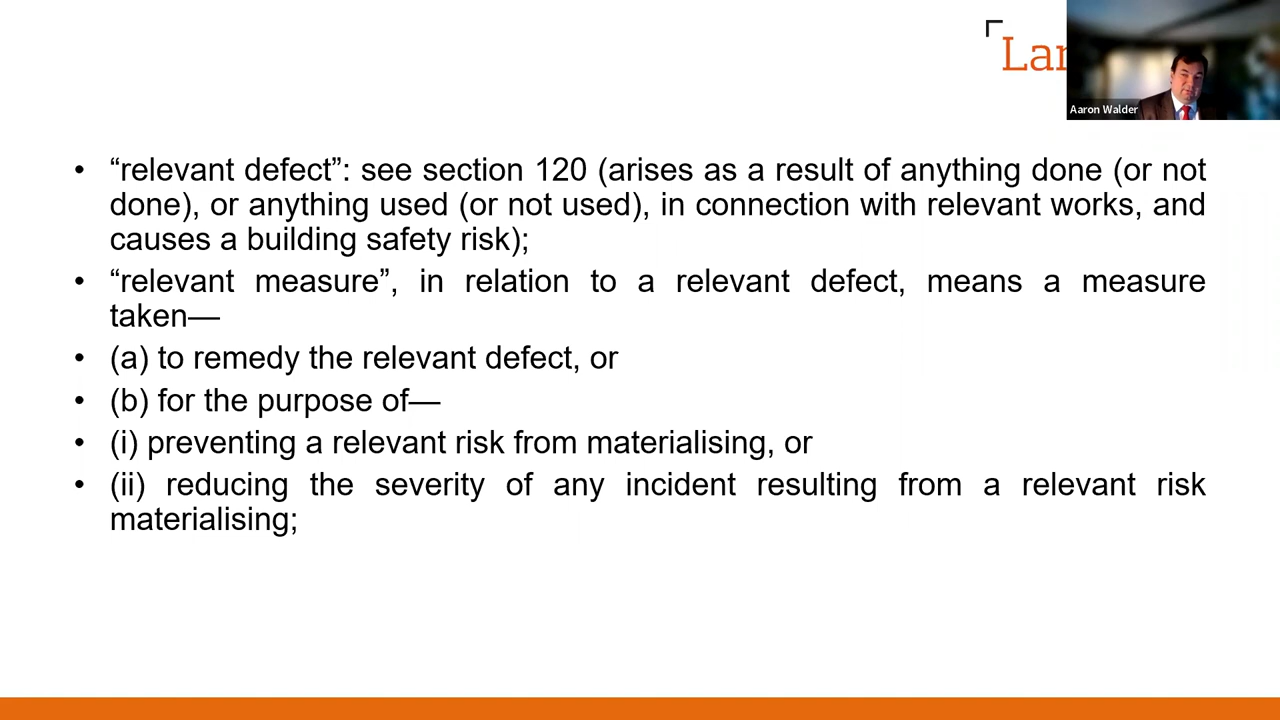 Lan
Aaron Walder
• “relevant defect”: see section 120 (arises as a result of anything done (or not
done), or anything used (or not used), in connection with relevant works, and
causes a building safety risk);
• “relevant measure”, in relation to a relevant defect, means a measure
taken—
• (a) to remedy the relevant defect, or
• (b) for the purpose of—
• (i) preventing a relevant risk from materialising, or
• (ii) reducing the severity of any incident resulting from a relevant risk
materialising;